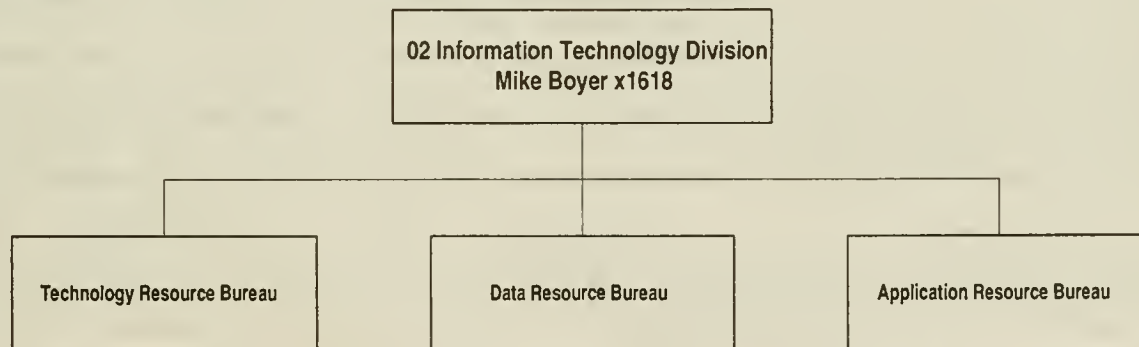 02 Information Technology Division
Mike Boyer x1618
Technology Resource Bureau
Data Resource Bureau
Application Resource Bureau